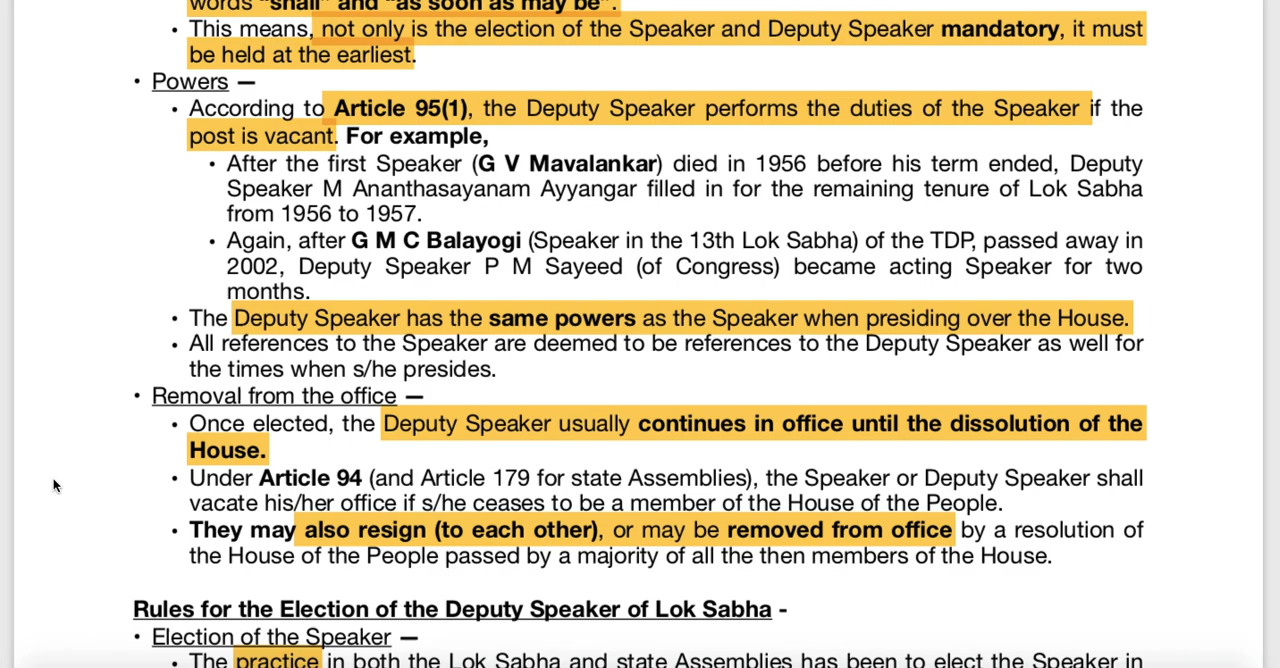 words "shall" and "as soon as may be".
• This means, not only is the election of the Speaker and Deputy Speaker mandatory, it must
be held at the earliest.
• Powers —
• According to Article 95(1), the Deputy Speaker performs the duties of the Speaker if the
post is vacant. For example,
• After the first Speaker (G V Mavalankar) died in 1956 before his term ended, Deputy
Speaker M Ananthasayanam Ayyangar filled in for the remaining tenure of Lok Sabha
from 1956 to 1957.
• Again, after G M C Balayogi (Speaker in the 13th Lok Sabha) of the TDP, passed away in
2002, Deputy Speaker P M Sayeed (of Congress) became acting Speaker for two
months.
• The Deputy Speaker has the same powers as the Speaker when presiding over the House.
• All references to the Speaker are deemed to be references to the Deputy Speaker as well for
the times when s/he presides.
• Removal from the office —
• Once elected, the Deputy Speaker usually continues in office until the dissolution of the
House.
• Under Article 94 (and Article 179 for state Assemblies), the Speaker or Deputy Speaker shall
vacate his/her office if s/he ceases to be a member of the House of the People.
• They may also resign (to each other), or may be removed from office by a resolution of
the House of the People passed by a majority of all the then members of the House.
Rules for the Election of the Deputy Speaker of Lok Sabha -
• Election of the Speaker —
• The practice in both the Lok Sabha and state Assemblies has been to elect the Speaker in